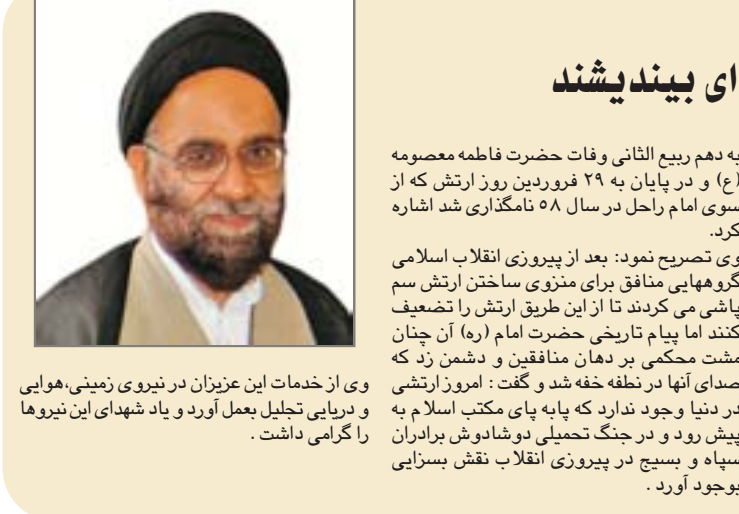 ای بیندیشند
به دهم ربیع الثانی وفات حضرت فاطمه معصومه
(ع) و در پایان به ۲۹ فروردین روز ارتش که از
سوی امام راحل در سال ۵۸ نامگذاری شد اشاره
کرد.
وی تصریح نمود: بعد از پیروزی انقلاب اسلامی
گروههایی منافق برای منزوی ساختن ارتش سم
پاشی می کردند تا از این طریق ارتش را تضعیف
کنند اما پیام تاریخی حضرت امام (ره) آن چنان
مشت محکمی بر دهان منافقین و دشمن زد که
صدای آنها در نطفه خفه شد و گفت : امروز ارتشی
در دنیا وجود ندارد که پابه پای مکتب اسلام به
پیش رود و در جنگ تحمیلی دوشادوش برادران
سپاه و بسیج در پیروزی انقلاب نقش بسزایی
بوجود آورد .
وی از خدمات این عزیزان در نیروی زمینی،هوایی
و دریایی تجلیل بعمل آورد و یاد شهدای این نیروها
را گرامی داشت .